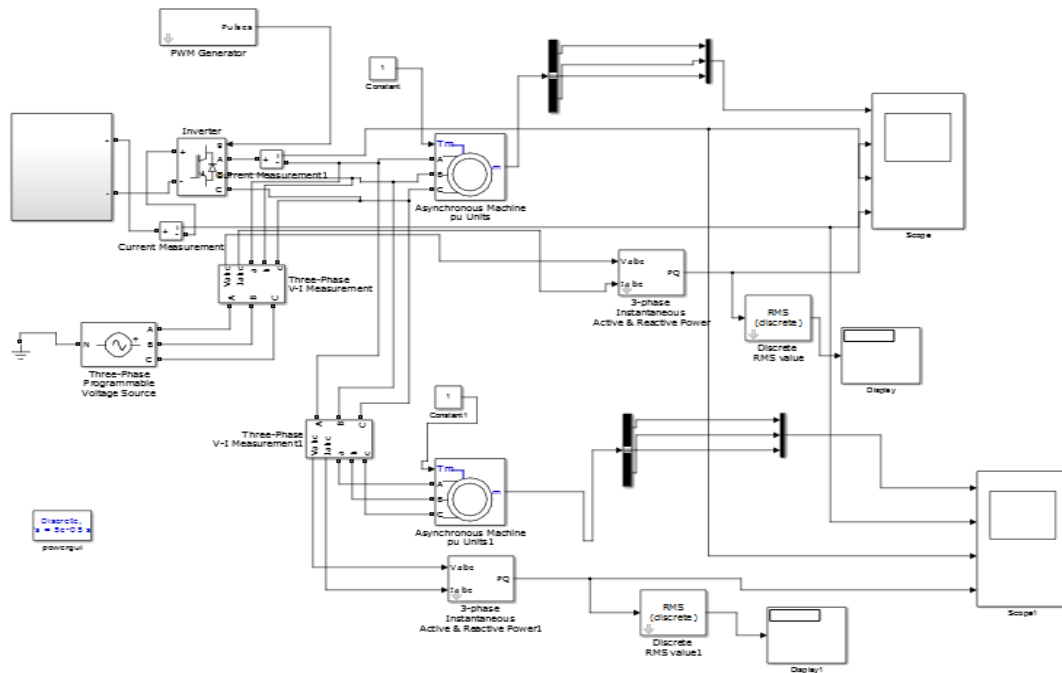 Pulses
PWM Generator
1
Constant
Inverter
g
+
A
-
B
C
+
-
i
Current Measurement1
Tm
A
B
C
m
Asynchronous Machine
pu Units
Scope
+
-
i
Current Measurement
Vabc
Iabc
a
b
c
A
B
C
Three-Phase
V-I Measurement
Vabc
Iabc
PQ
3-phase
Instantaneous
Active & Reactive Power
RMS
(discrete)
Discrete
RMS value
Display
N
A
B
C
Three-Phase
Programmable
Voltage Source
1
Constant1
A
B
C
Vabc
Iabc
a
b
c
Three-Phase
V-I Measurement1
Tm
A
B
C
m
Asynchronous Machine
pu Units1
Discrete,
s = 5e-05 s
powergui
Vabc
Iabc
PQ
3-phase
Instantaneous
Active & Reactive Power1
RMS
(discrete)
Discrete
RMS value1
Display1
Scope1